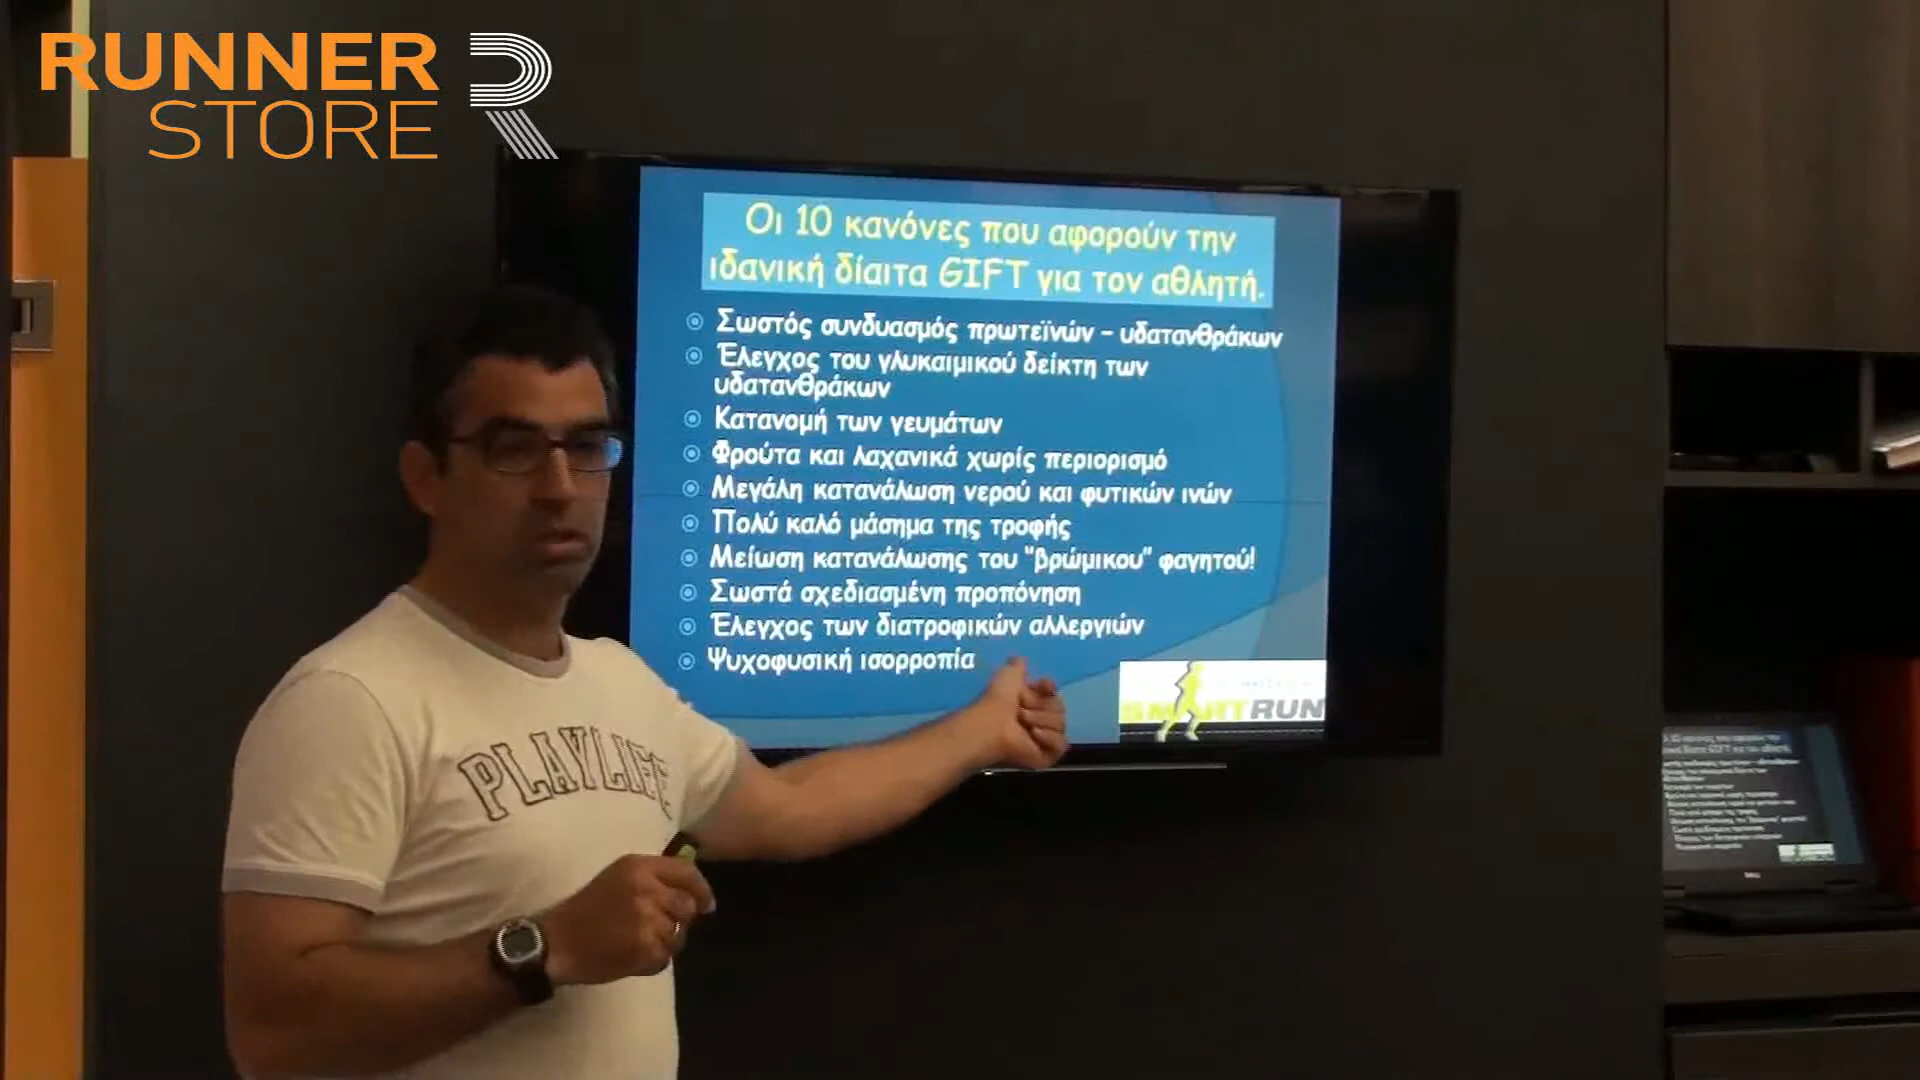 RUNNER
STORE
Οι 10 κανόνες που αφορούν την
ιδανική δίαιτα GIFT για τον αθλητή.
Σωστός συνδυασμός πρωτεϊνών – υδατανθράκων
Έλεγχος του γλυκαιμικού δείκτη των
υδατανθράκων
Κατανομή των γευμάτων
Φρούτα και λαχανικά χωρίς περιορισμό
Μεγάλη κατανάλωση νερού και φυτικών ινών
Πολύ καλό μάσημα της τροφής
Μείωση κατανάλωσης του "βρώμικου" φαγητού!
Σωστά σχεδιασμένη προπόνηση
Έλεγχος των διατροφικών αλλεργιών
Ψυχοφυσική ισορροπία
SMART RUN
PLAYLIFE
DELL